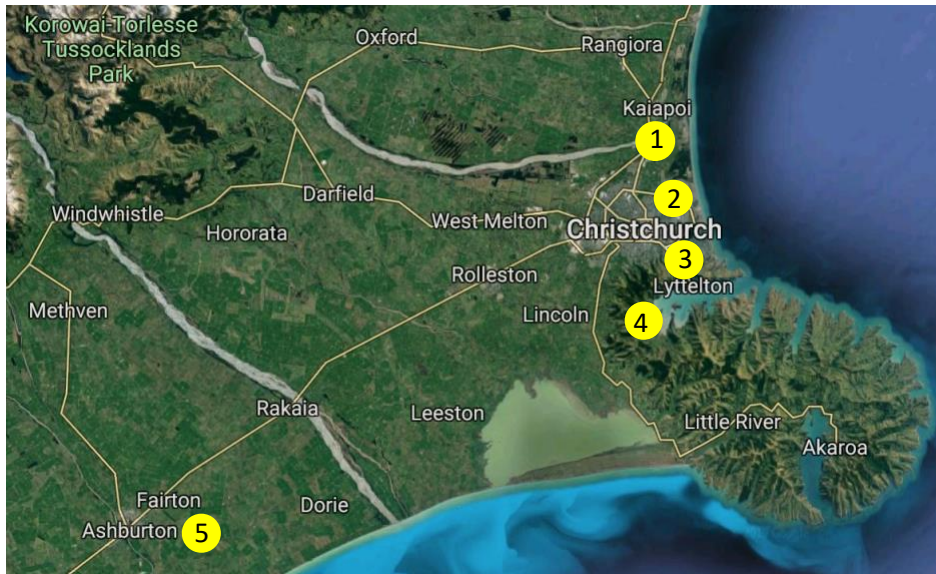 Korowai-Torlesse
Tussocklands
Park
Oxford
Rangiora
Kaiapoi
1
Darfield
2
Windwhistle
West Melton
Christchurch
Hororata
3
Rolleston
Lyttelton
Methven
Lincoln
4
Rakaia
Leeston
Little River
Akaroa
Fairton
Dorie
Ashburton
5